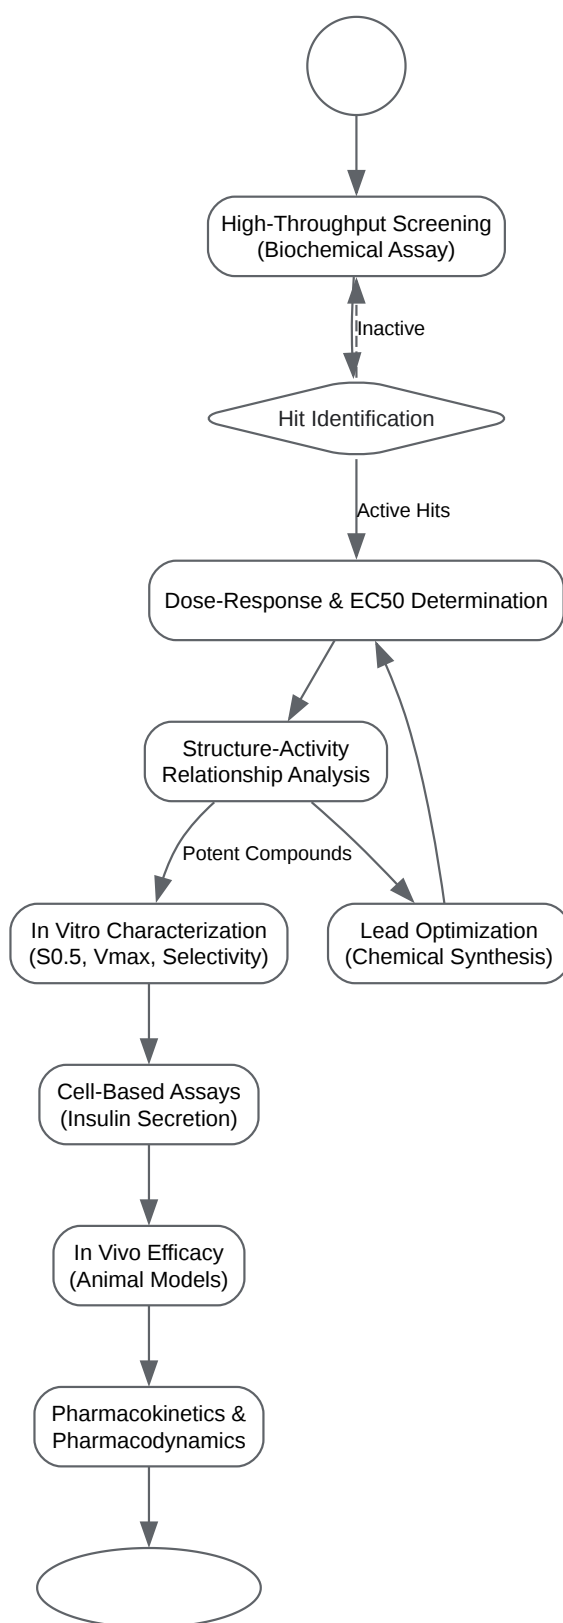 High-Throughput Screening
(Biochemical Assay)
Inactive
Hit Identification
Active Hits
Dose-Response & EC50 Determination
Structure-Activity
Relationship Analysis
Potent Compounds
In Vitro Characterization
(S0.5, Vmax, Selectivity)
Lead Optimization
(Chemical Synthesis)
Cell-Based Assays
(Insulin Secretion)
In Vivo Efficacy
(Animal Models)
Pharmacokinetics &
Pharmacodynamics